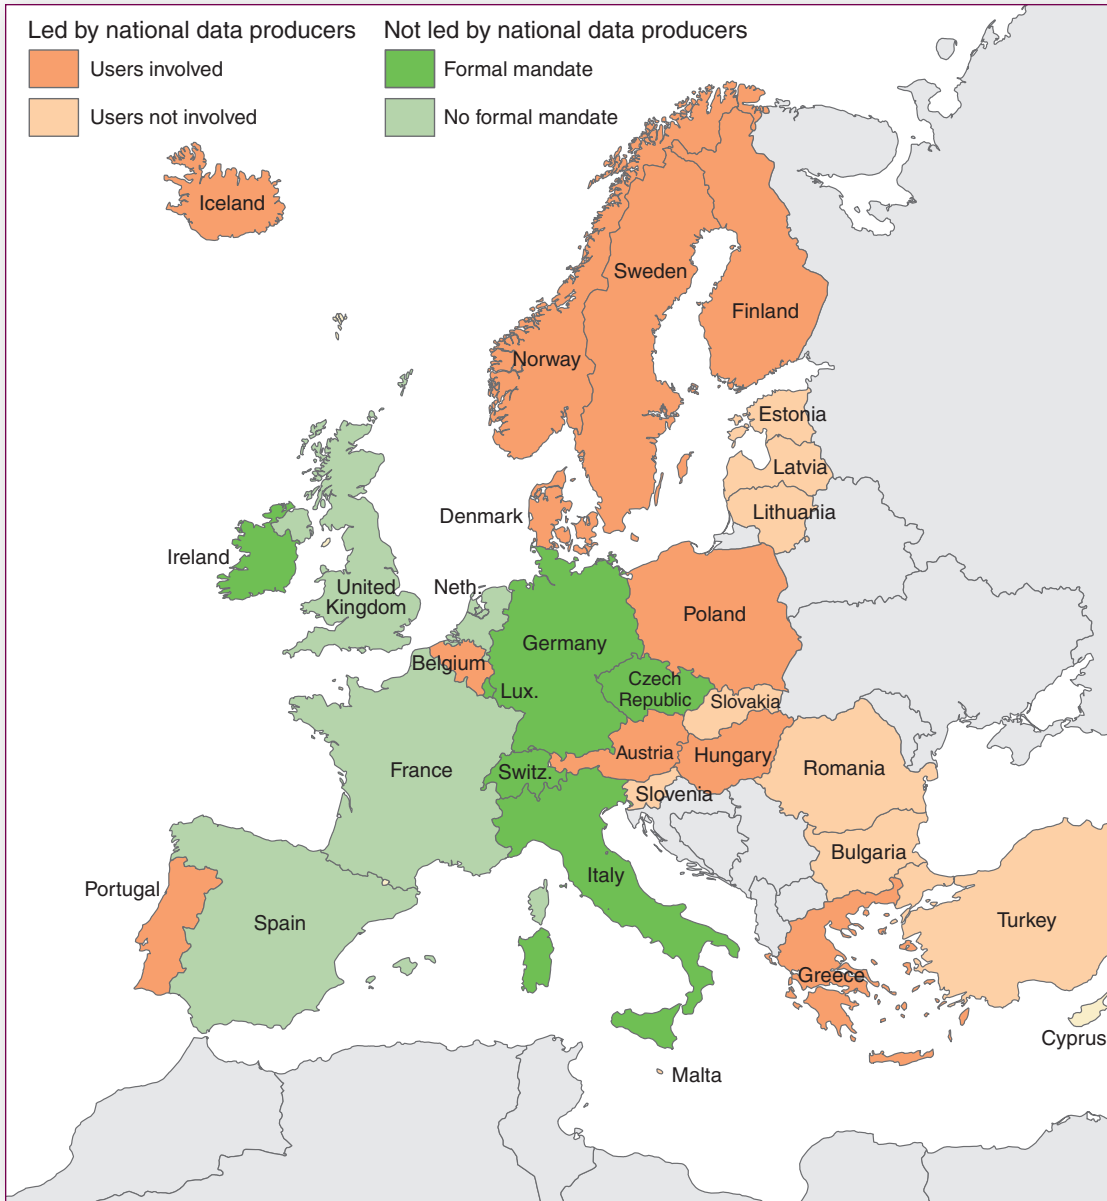 Led by national data producers
Users involved
Users not involved
Not led by national data producers
Formal mandate
No formal mandate
Iceland
Sweden
Finland
Norway
Estonia
Latvia
Lithuania
Denmark
Ireland
United
Kingdom
Neth.
Poland
Germany
Belgium
Czech
Republic
Lux.
Slovakia
Austria
Hungary
France
Switz.
Romania
Slovenia
Bulgaria
Italy
Portugal
Spain
Turkey
Greece
Cyprus
Malta